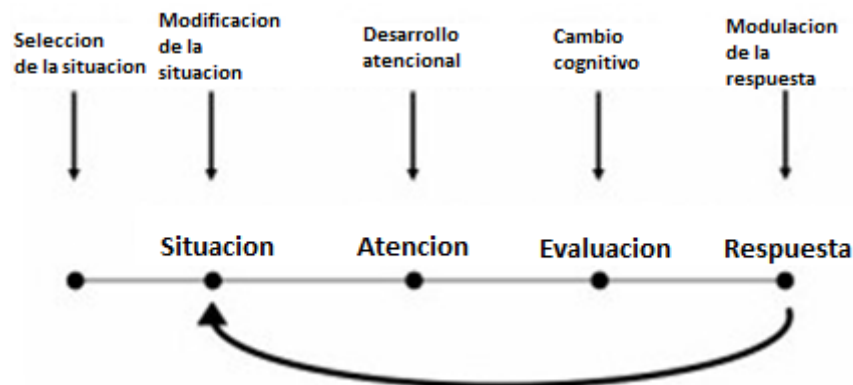 Seleccion
de la situacion
Modificacion
de la
situacion
Desarrollo
atencional
Cambio
cognitivo
Modulacion
de la
respuesta
Situacion
Atencion
Evaluacion
Respuesta